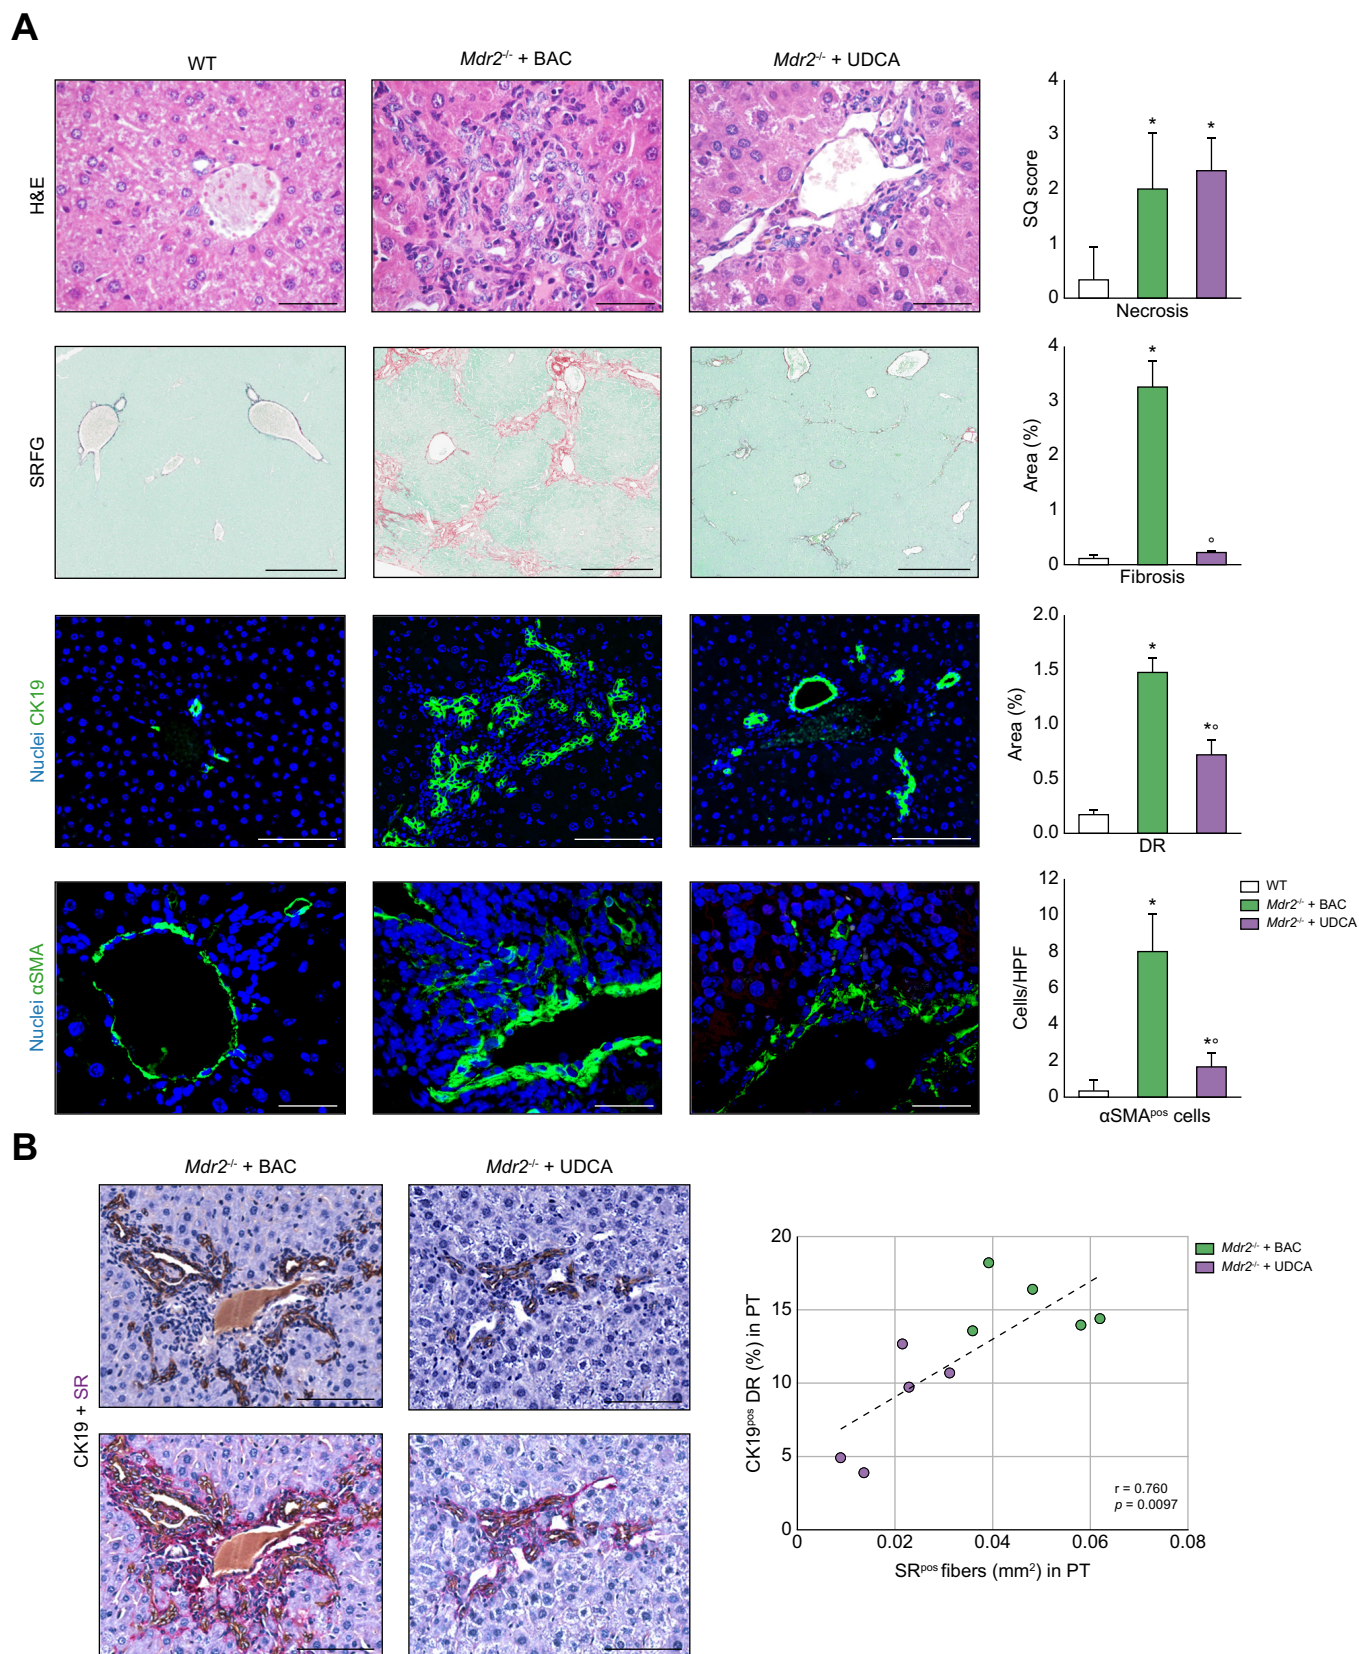 A
WT
Mdr2-/- + BAC
Mdr2-/- + UDCA
H&E
SQ score
4
3
2
1
0
* *
Necrosis
SRFG
Area (%)
4
3
2
1
0
* °
Fibrosis
Nuclei CK19
Area (%)
2.0
1.5
1.0
0.5
0.0
* *°
DR
Nuclei αSMA
Cells/HPF
12
10
8
6
4
2
0
* *°
αSMApos cells
WT
Mdr2-/- + BAC
Mdr2-/- + UDCA
B
Mdr2-/- + BAC
Mdr2-/- + UDCA
CK19 + SR
CK19pos DR (%) in PT
20
15
10
5
0
0.0
0.02
0.04
0.06
0.08
SRpos fibers (mm2) in PT
r = 0.760
p = 0.0097
Mdr2-/- + BAC
Mdr2-/- + UDCA